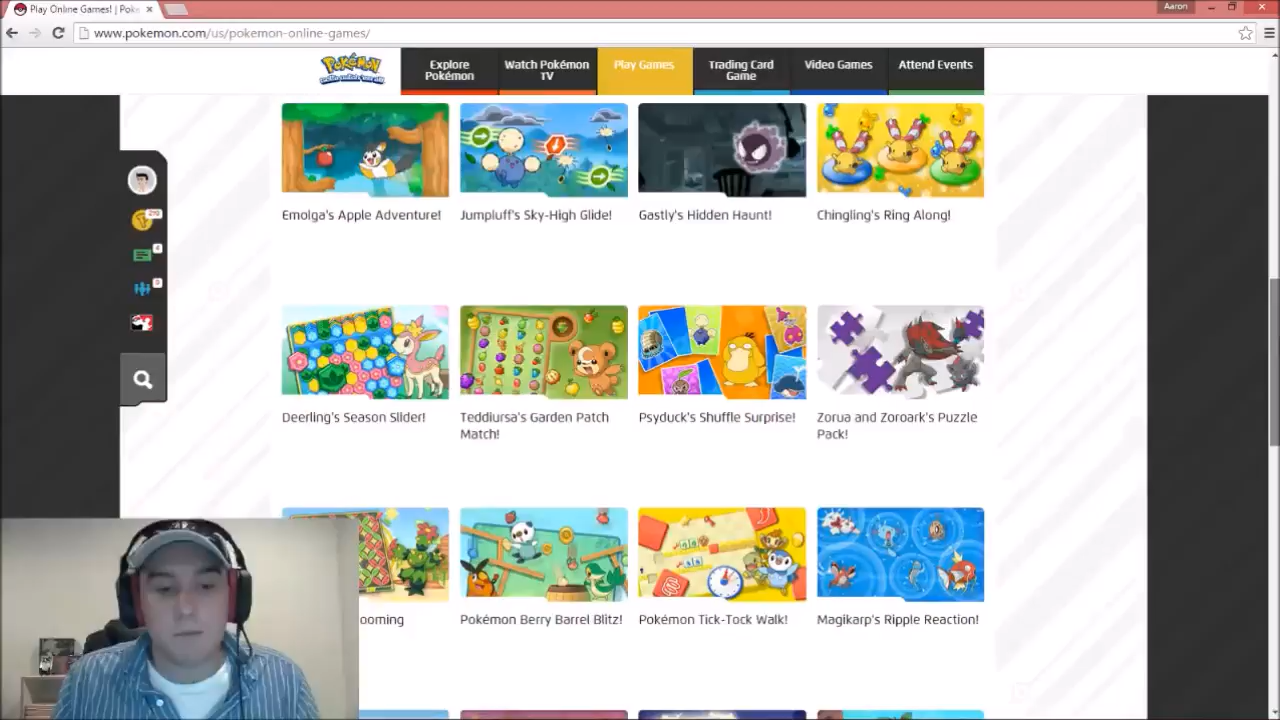 Play Online Games! | Pok
Aaron
www.pokemon.com/us/pokemon-online-games/
Pokémon
Explore
Pokémon
Watch Pokémon
TV
Play Games
Trading Card
Game
Video Games
Attend Events
Emolga's Apple Adventure!
Jumpluff's Sky-High Glide!
Gastly's Hidden Haunt!
Chingling's Ring Along!
Deerling's Season Slider!
Teddiursa's Garden Patch
Match!
Psyduck's Shuffle Surprise!
Zorua and Zoroark's Puzzle
Pack!
ooming
Pokémon Berry Barrel Blitz!
Pokémon Tick-Tock Walk!
Magikarp's Ripple Reaction!